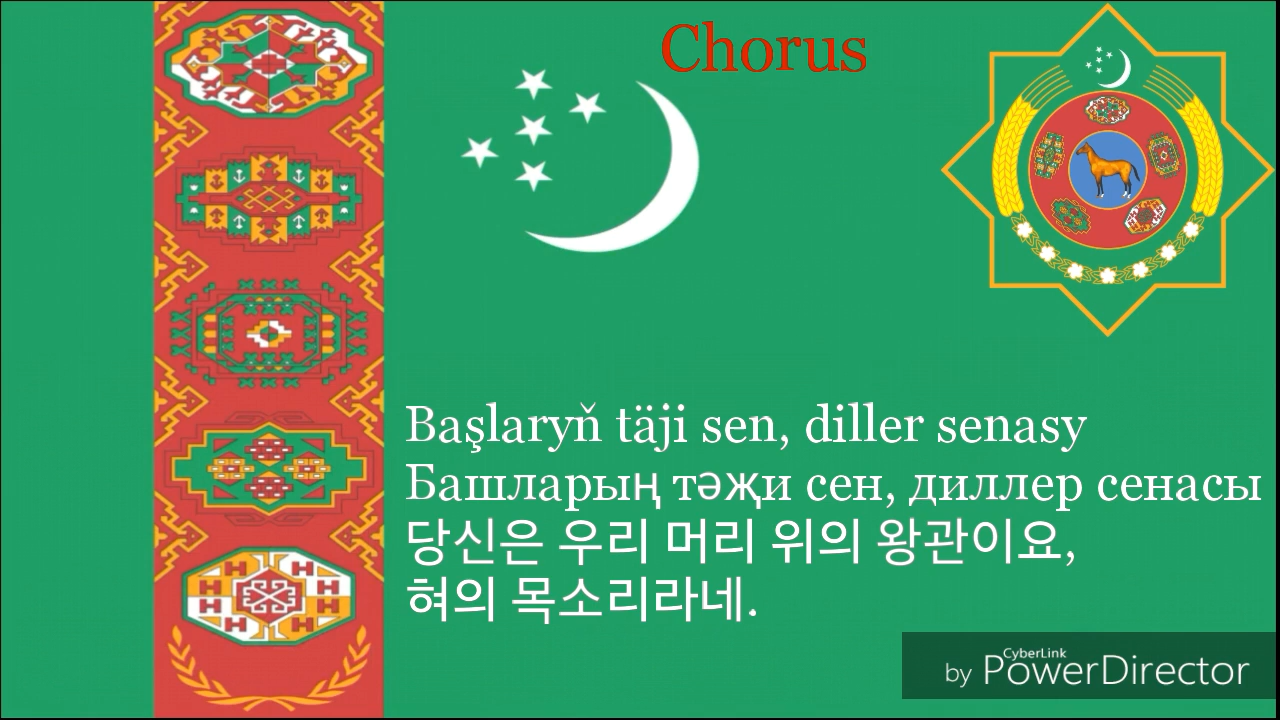 Chorus
Başlaryň täji sen, diller senasy
Башларың тәҗи сен, диллер сенасы
당신은 우리 머리 위의 왕관이요,
혀의 목소리라네.
CyberLink
by PowerDirector